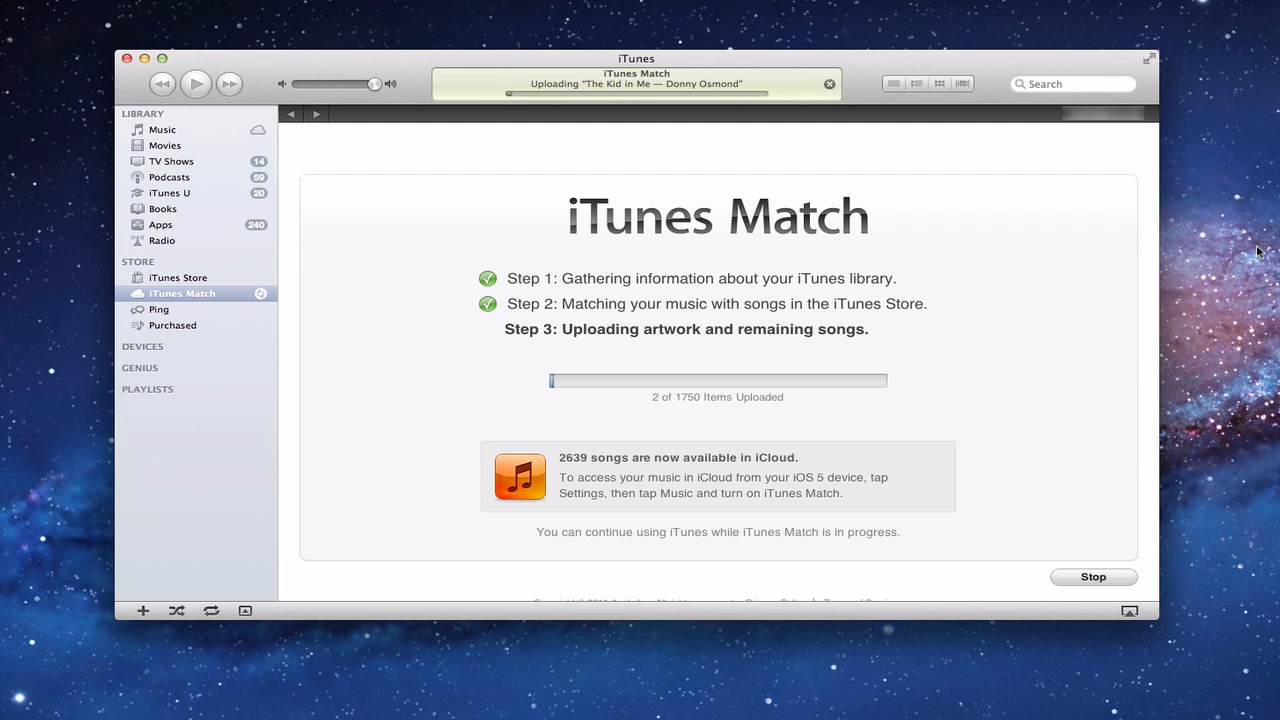 iTunes
iTunes Match
Uploading "The Kid in Me — Donny Osmond"
Search
LIBRARY
Music
Movies
TV Shows 14
Podcasts 59
iTunes U 20
Books
Apps 240
Radio
STORE
iTunes Store
iTunes Match
Ping
Purchased
DEVICES
GENIUS
PLAYLISTS
iTunes Match
Step 1: Gathering information about your iTunes library.
Step 2: Matching your music with songs in the iTunes Store.
Step 3: Uploading artwork and remaining songs.
2 of 1750 Items Uploaded
2639 songs are now available in iCloud.
To access your music in iCloud from your iOS 5 device, tap
Settings, then tap Music and turn on iTunes Match.
You can continue using iTunes while iTunes Match is in progress.
Stop